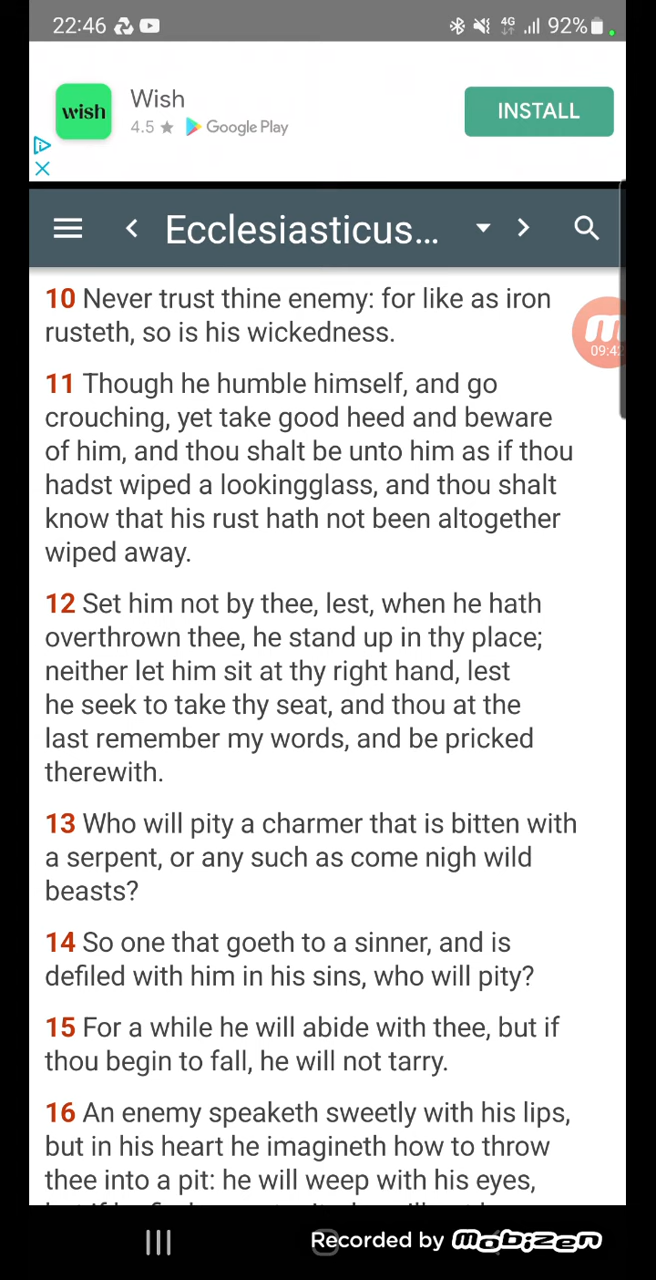 22:46 4G 92%
Wish
wish
4.5 ★ Google Play
INSTALL
Ecclesiasticus...
10 Never trust thine enemy: for like as iron
rusteth, so is his wickedness.
09:42
11 Though he humble himself, and go
crouching, yet take good heed and beware
of him, and thou shalt be unto him as if thou
hadst wiped a lookingglass, and thou shalt
know that his rust hath not been altogether
wiped away.
12 Set him not by thee, lest, when he hath
overthrown thee, he stand up in thy place;
neither let him sit at thy right hand, lest
he seek to take thy seat, and thou at the
last remember my words, and be pricked
therewith.
13 Who will pity a charmer that is bitten with
a serpent, or any such as come nigh wild
beasts?
14 So one that goeth to a sinner, and is
defiled with him in his sins, who will pity?
15 For a while he will abide with thee, but if
thou begin to fall, he will not tarry.
16 An enemy speaketh sweetly with his lips,
but in his heart he imagineth how to throw
thee into a pit: he will weep with his eyes,
Recorded by mobizen